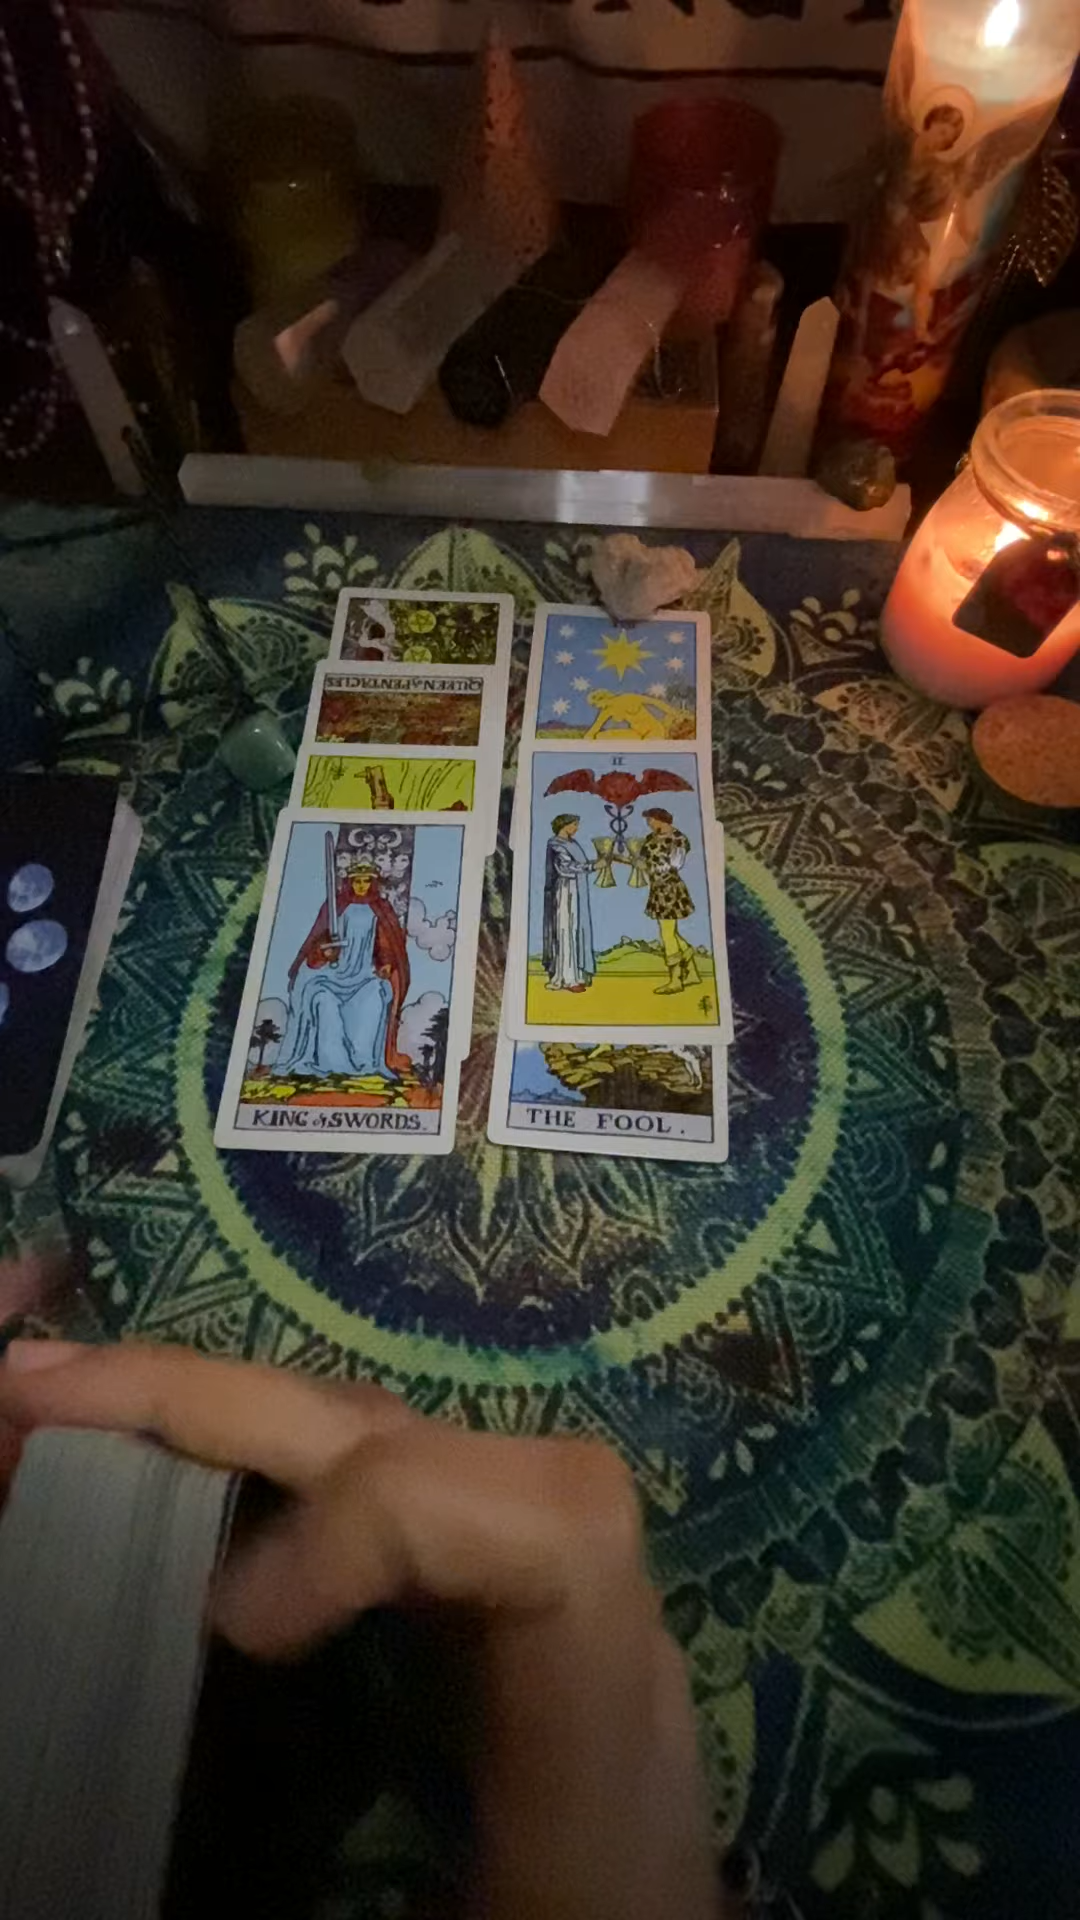 QUEEN of PENTACLES
II
KING of SWORDS.
THE FOOL.